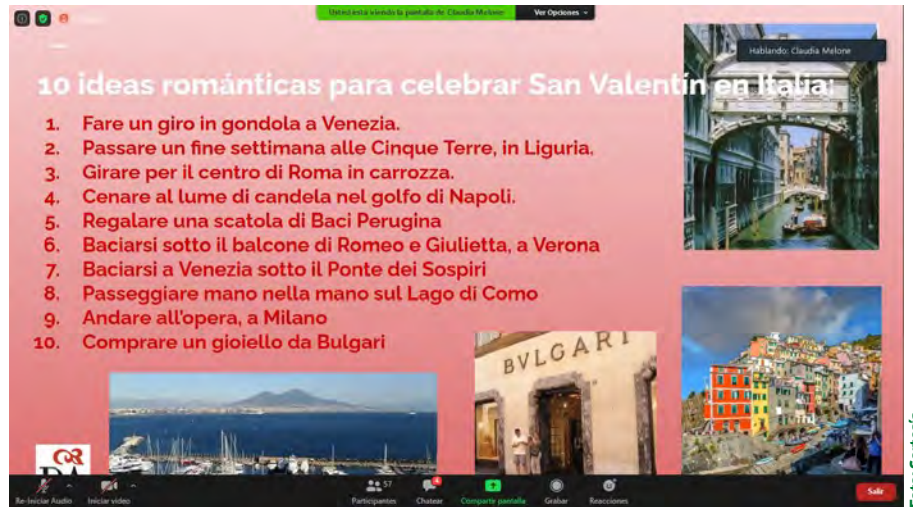 Usted está viendo la pantalla de Claudia Melone
Ver Opciones
Hablando: Claudia Melone
10 ideas románticas para celebrar San Valentín en Italia:
1. Fare un giro in gondola a Venezia.
2. Passare un fine settimana alle Cinque Terre, in Liguria.
3. Girare per il centro di Roma in carrozza.
4. Cenare al lume di candela nel golfo di Napoli.
5. Regalare una scatola di Baci Perugina
6. Baciarsi sotto il balcone di Romeo e Giulietta, a Verona
7. Baciarsi a Venezia sotto il Ponte dei Sospiri
8. Passeggiare mano nella mano sul Lago di Como
9. Andare all'opera, a Milano
10. Comprare un gioiello da Bulgari
BVLGARI
57
4
Re-Iniciar Audio
Iniciar video
Participantes
Chatear
Compartir pantalla
Grabar
Reacciones
Salir